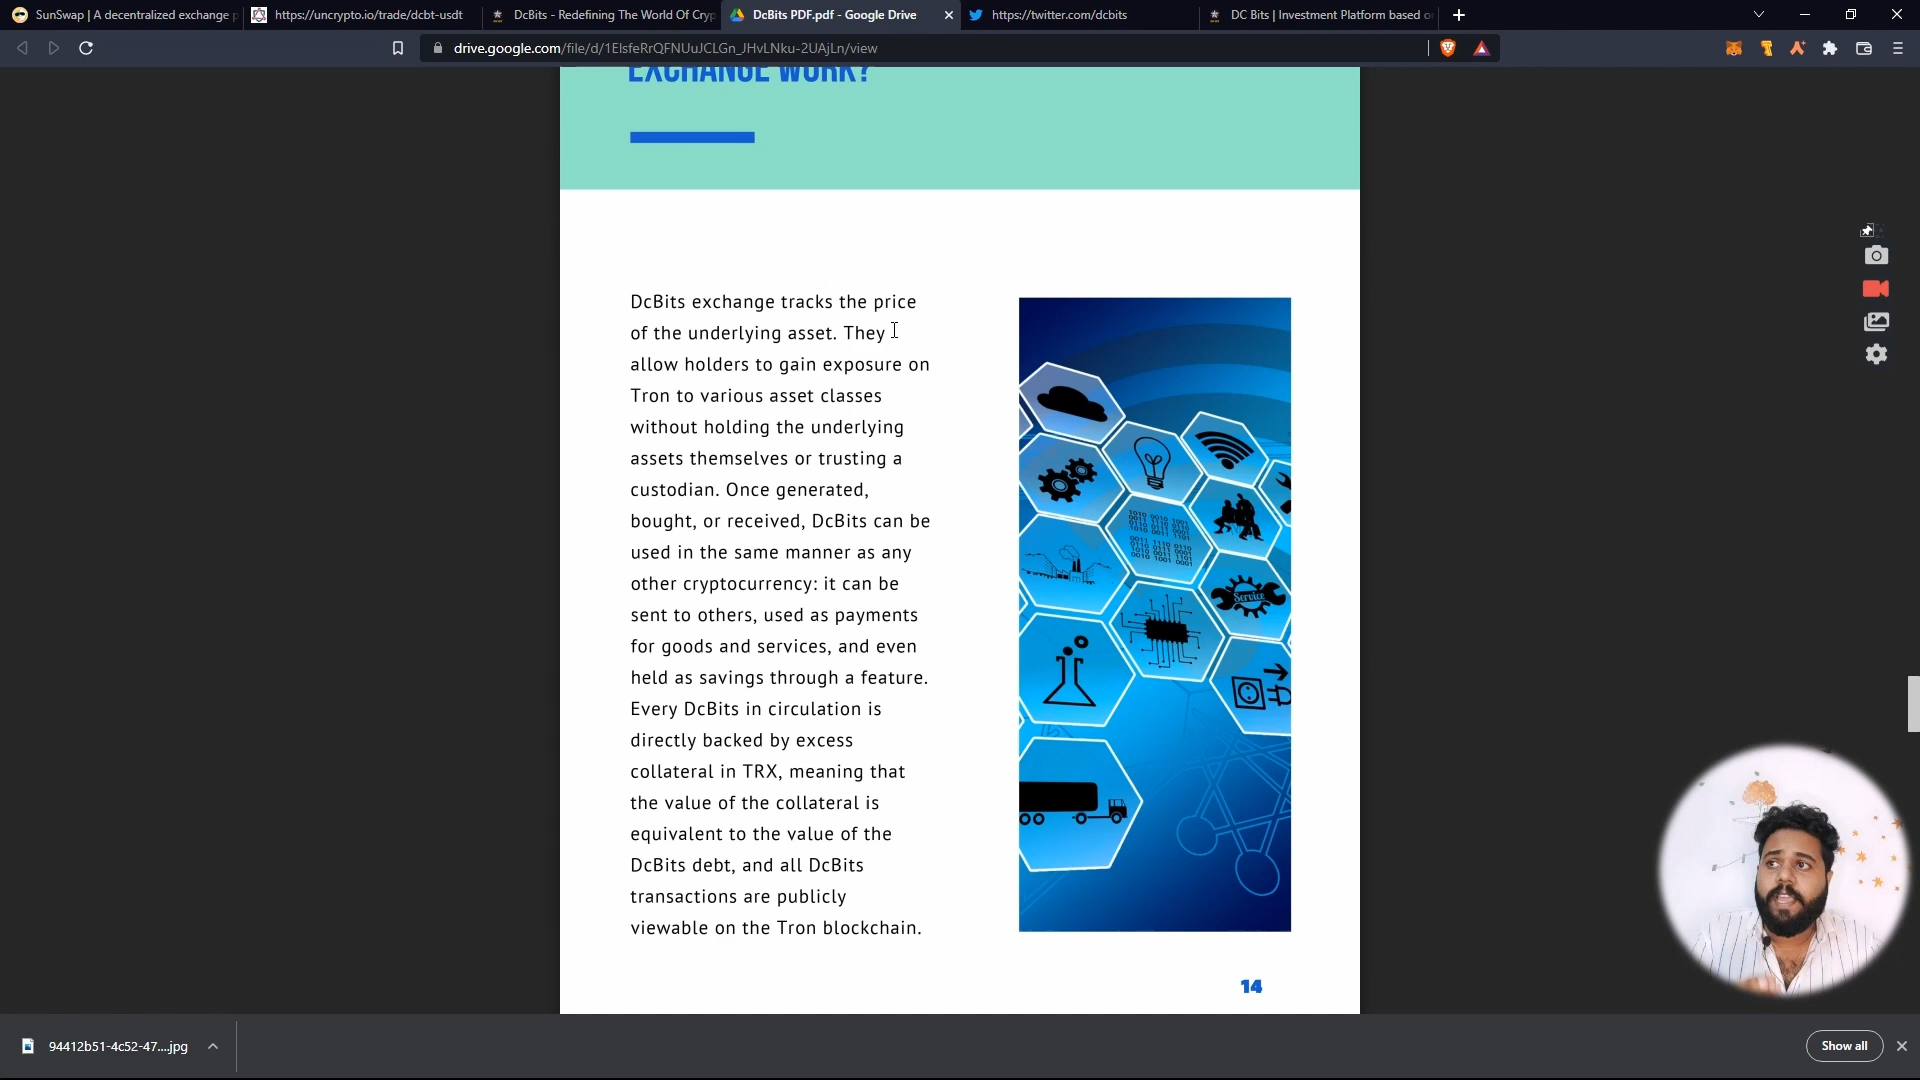 SunSwap | A decentralized exchange p
https://uncrypto.io/trade/dcbt-usdt
DcBits - Redefining The World Of Cryp
DcBits PDF.pdf - Google Drive
https://twitter.com/dcbits
DC Bits | Investment Platform based o
drive.google.com/file/d/1ElsfeRrQFNUuJCLGn_JHvLNku-2UAjLn/view
EXCHANGE WORK?
DcBits exchange tracks the price
of the underlying asset. They
allow holders to gain exposure on
Tron to various asset classes
without holding the underlying
assets themselves or trusting a
custodian. Once generated,
bought, or received, DcBits can be
used in the same manner as any
other cryptocurrency: it can be
sent to others, used as payments
for goods and services, and even
held as savings through a feature.
Every DcBits in circulation is
directly backed by excess
collateral in TRX, meaning that
the value of the collateral is
equivalent to the value of the
DcBits debt, and all DcBits
transactions are publicly
viewable on the Tron blockchain.
Service
14
94412b51-4c52-47....jpg
Show all